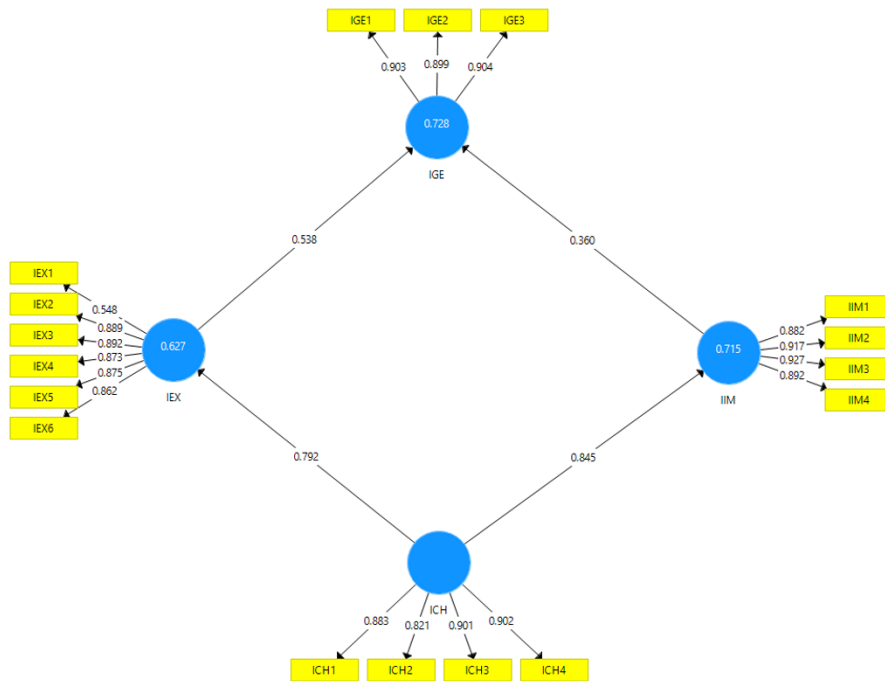 IGE1 IGE2 IGE3
0.903 0.899 0.904
0.728
IGE
0.538 0.360
IEX1
IEX2
IEX3
IEX4
IEX5
IEX6
0.548
0.889
0.892
0.873
0.875
0.862
0.627
IEX
0.715
IIM
0.882
0.917
0.927
0.892
IIM1
IIM2
IIM3
IIM4
0.792 0.845
ICH
0.883 0.821 0.901 0.902
ICH1 ICH2 ICH3 ICH4